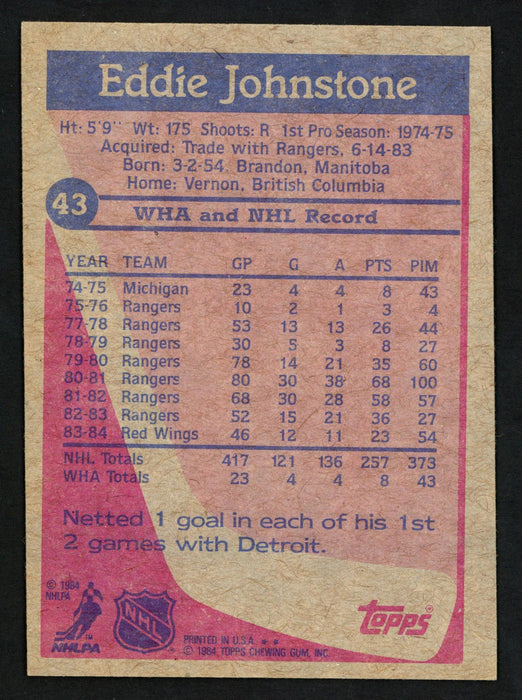 Eddie Johnstone
Ht: 5'9" Wt: 175 Shoots: R 1st Pro Season: 1974-75
Acquired: Trade with Rangers, 6-14-83
Born: 3-2-54, Brandon, Manitoba
Home: Vernon, British Columbia
43 WHA and NHL Record
YEAR TEAM GP G A PTS PIM
74-75 Michigan 23 4 4 8 43
75-76 Rangers 10 2 1 3 4
77-78 Rangers 53 13 13 26 44
78-79 Rangers 30 5 3 8 27
79-80 Rangers 78 14 21 35 60
80-81 Rangers 80 30 38 68 100
81-82 Rangers 68 30 28 58 57
82-83 Rangers 52 15 21 36 27
83-84 Red Wings 46 12 11 23 54
NHL Totals 417 121 136 257 373
WHA Totals 23 4 4 8 43
Netted 1 goal in each of his 1st
2 games with Detroit.
© 1984
NHLPA
NHLPA
NHL
topps®
PRINTED IN U.S.A. **
© 1984 TOPPS CHEWING GUM, INC.